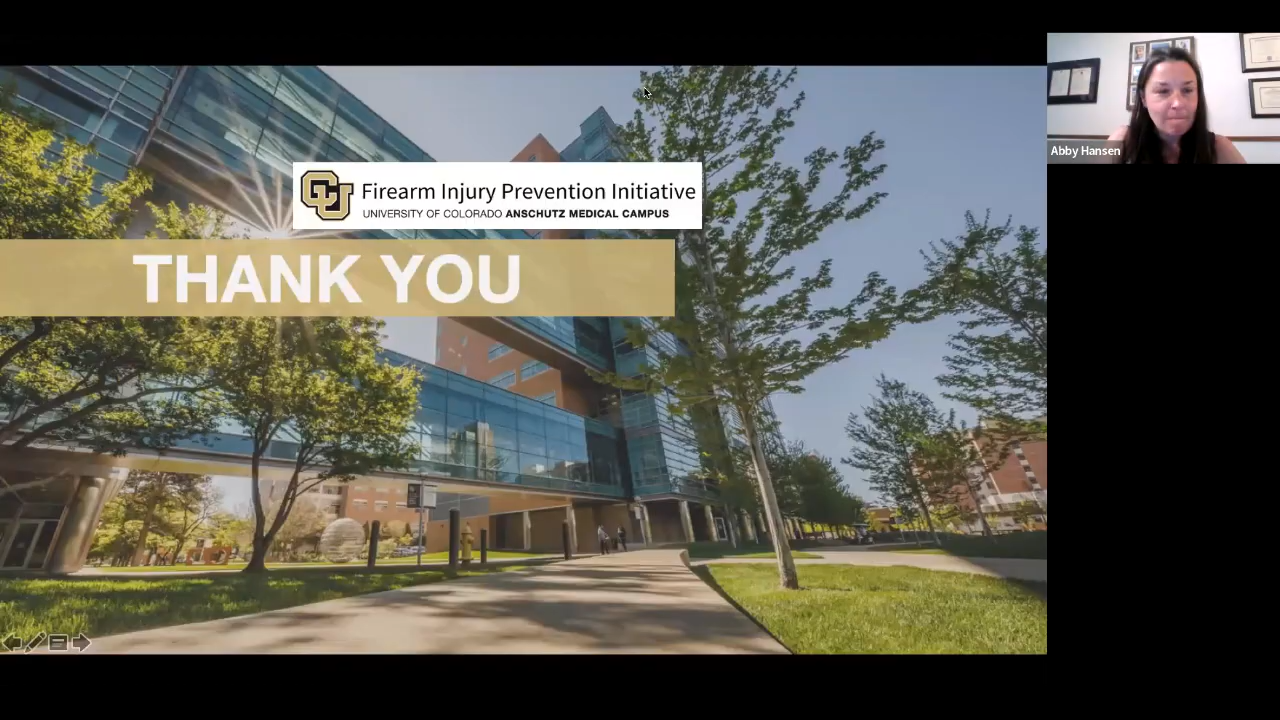 Firearm Injury Prevention Initiative
UNIVERSITY OF COLORADO ANSCHUTZ MEDICAL CAMPUS
THANK YOU
Abby Hansen